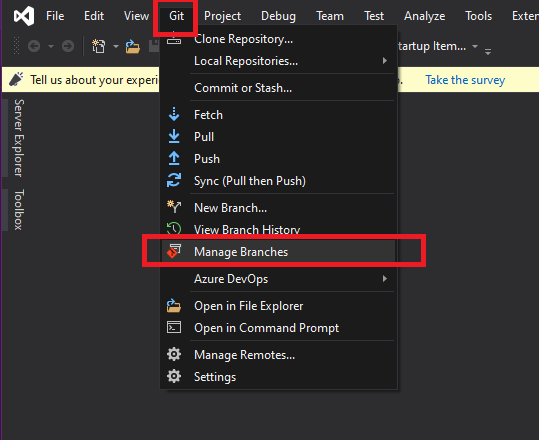 File Edit View Git Project Debug Team Test Analyze Tools
Clone Repository...
Local Repositories...
Commit or Stash...
Fetch
Pull
Push
Sync (Pull then Push)
New Branch...
View Branch History
Manage Branches
Azure DevOps
Open in File Explorer
Open in Command Prompt
Manage Remotes...
Settings
tartup Item...
Tell us about your experi
Take the survey
Server Explorer
Toolbox